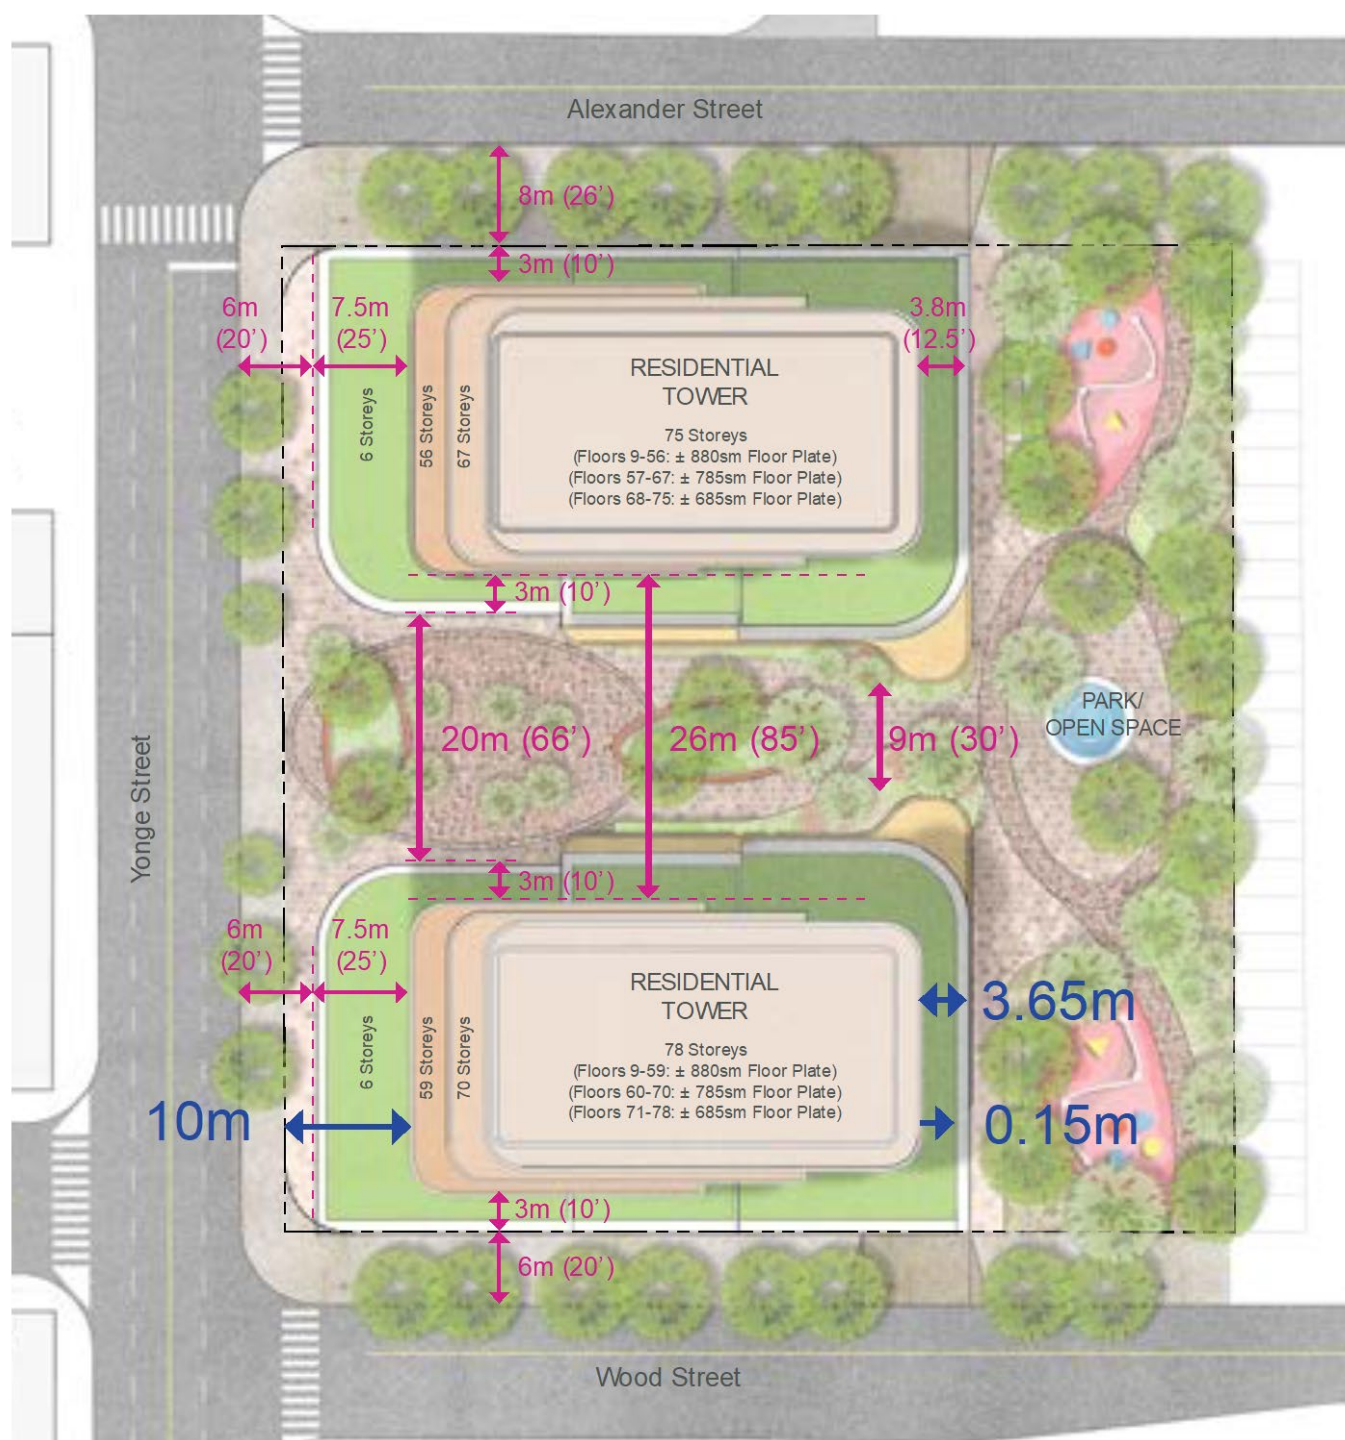 Alexander Street
8m (26’)
3m (10’)
6m
(20’)
7.5m
(25’)
3.8m
(12.5’)
6 Storeys
56 Storeys
67 Storeys
RESIDENTIAL
TOWER
75 Storeys
(Floors 9-56: ± 880sm Floor Plate)
(Floors 57-67: ± 785sm Floor Plate)
(Floors 68-75: ± 685sm Floor Plate)
3m (10’)
20m (66’)
26m (85’)
9m (30’)
PARK/
OPEN SPACE
Yonge Street
3m (10’)
6m
(20’)
7.5m
(25’)
6 Storeys
59 Storeys
70 Storeys
RESIDENTIAL
TOWER
78 Storeys
(Floors 9-59: ± 880sm Floor Plate)
(Floors 60-70: ± 785sm Floor Plate)
(Floors 71-78: ± 685sm Floor Plate)
3.65m
10m
0.15m
3m (10’)
6m (20’)
Wood Street